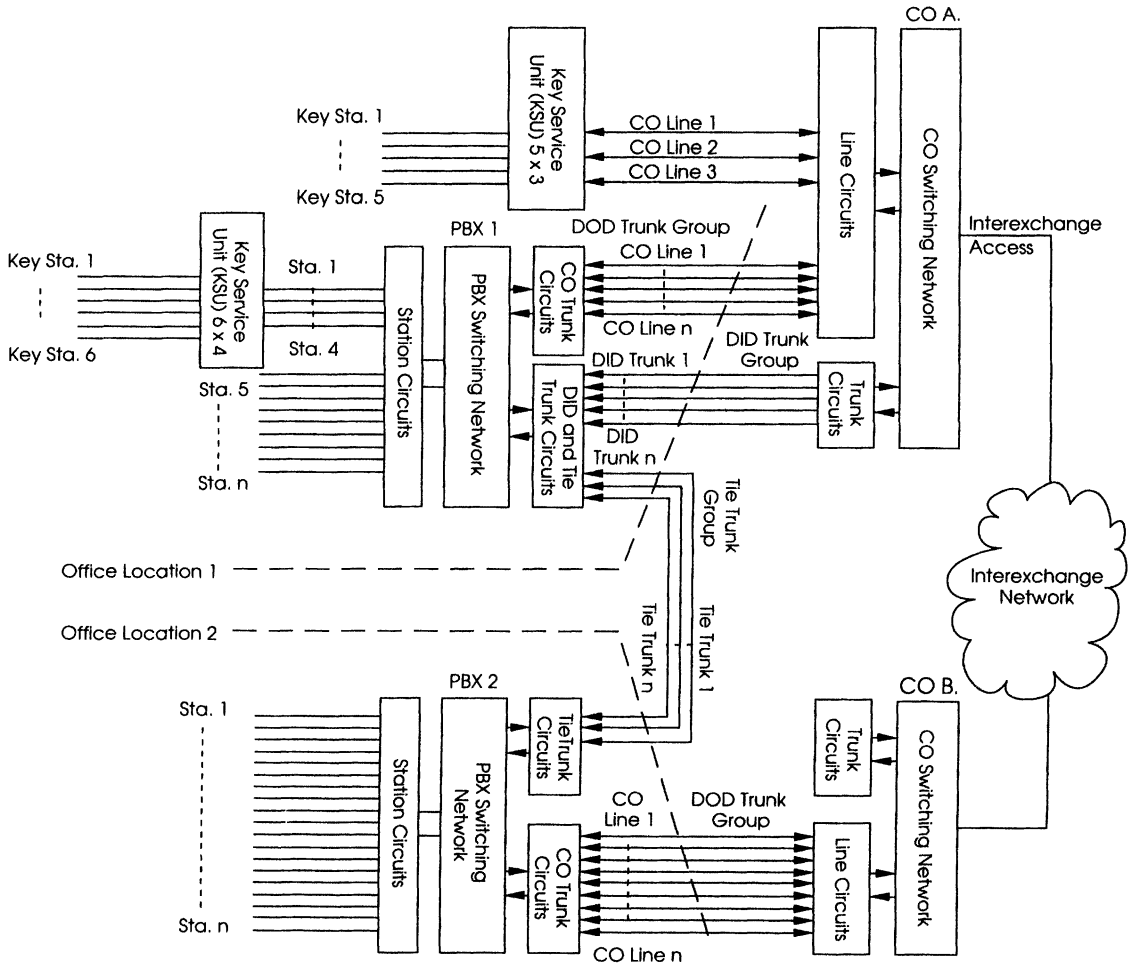 CO A.
Key Service
Unit (KSU) 5 x 3
Key Sta. 1
Key Sta. 5
CO Line 1
CO Line 2
CO Line 3
Line Circuits
CO Switching Network
Interexchange
Access
Key Sta. 1
Key Sta. 6
Key Service
Unit (KSU) 6 x 4
Sta. 1
Sta. 4
Sta. 5
Sta. n
Station Circuits
PBX 1
PBX Switching Network
CO Trunk
Circuits
DOD Trunk Group
CO Line 1
CO Line n
DID and Tie
Trunk Circuits
DID Trunk 1
DID
Trunk n
DID Trunk
Group
Trunk
Circuits
Tie Trunk
Group
Tie Trunk n
Tie Trunk 1
Office Location 1
Office Location 2
Interexchange
Network
CO B.
PBX 2
Sta. 1
Sta. n
Station Circuits
PBX Switching
Network
TieTrunk
Circuits
CO Trunk
Circuits
CO
Line 1
DOD Trunk
Group
CO Line n
Trunk
Circuits
Line Circuits
CO Switching Network